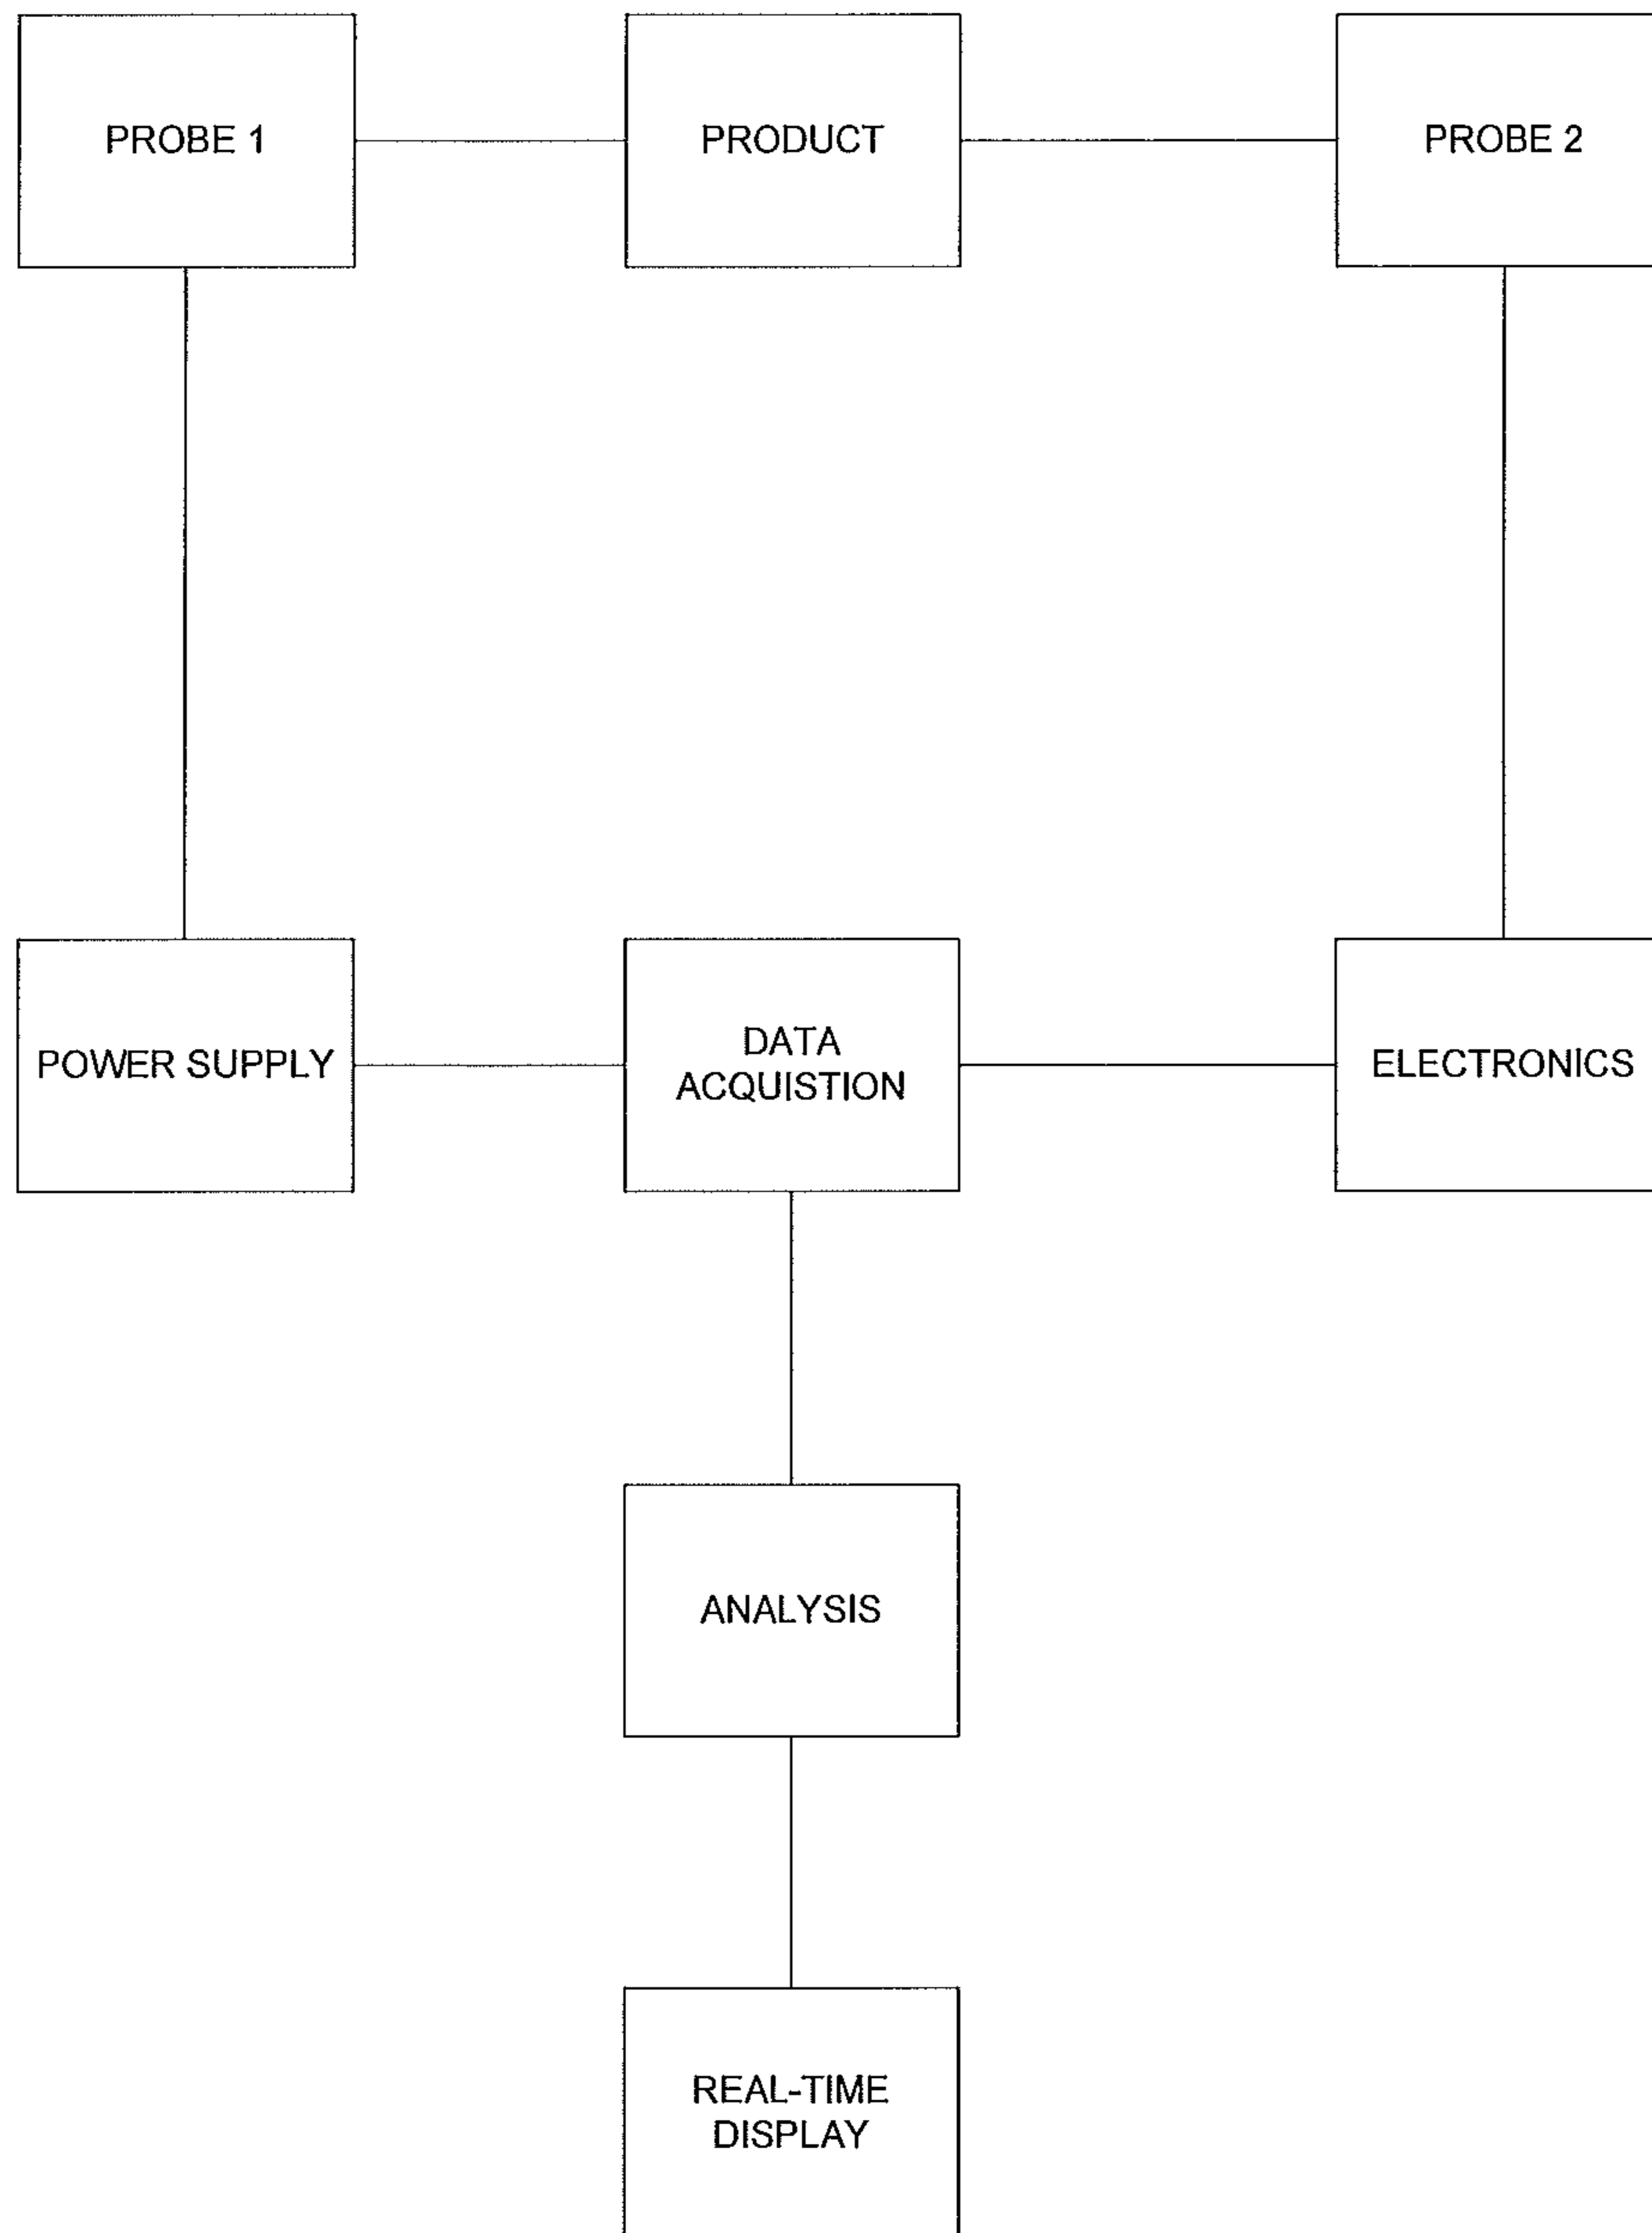 PROBE 1
PRODUCT
PROBE 2
POWER SUPPLY
DATA
ACQUISTION
ELECTRONICS
ANALYSIS
REAL-TIME
DISPLAY